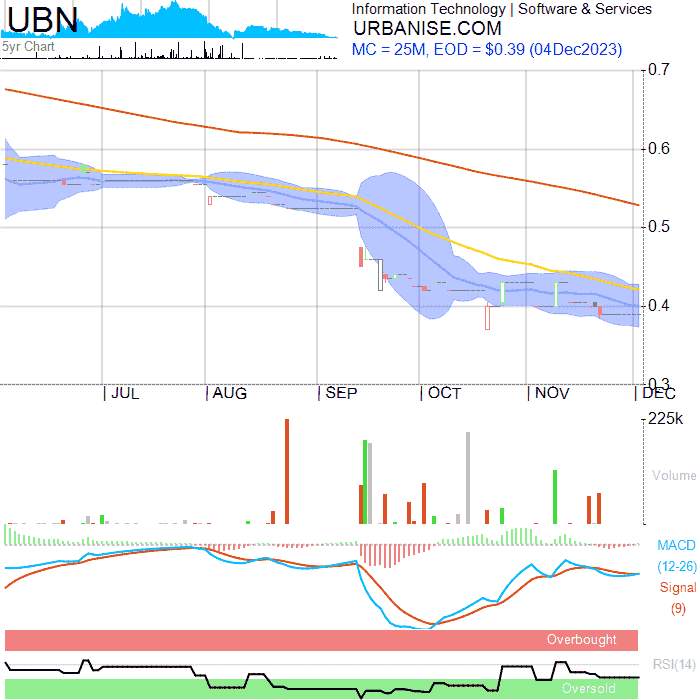 UBN
5yr Chart
Information Technology | Software & Services
URBANISE.COM
MC = 25M, EOD = $0.39 (04Dec2023)
0.7
0.6
0.5
0.4
0.3
JUL AUG SEP OCT NOV DEC
225k
Volume
MACD
(12-26)
Signal
(9)
Overbought
RSI(14)
Oversold